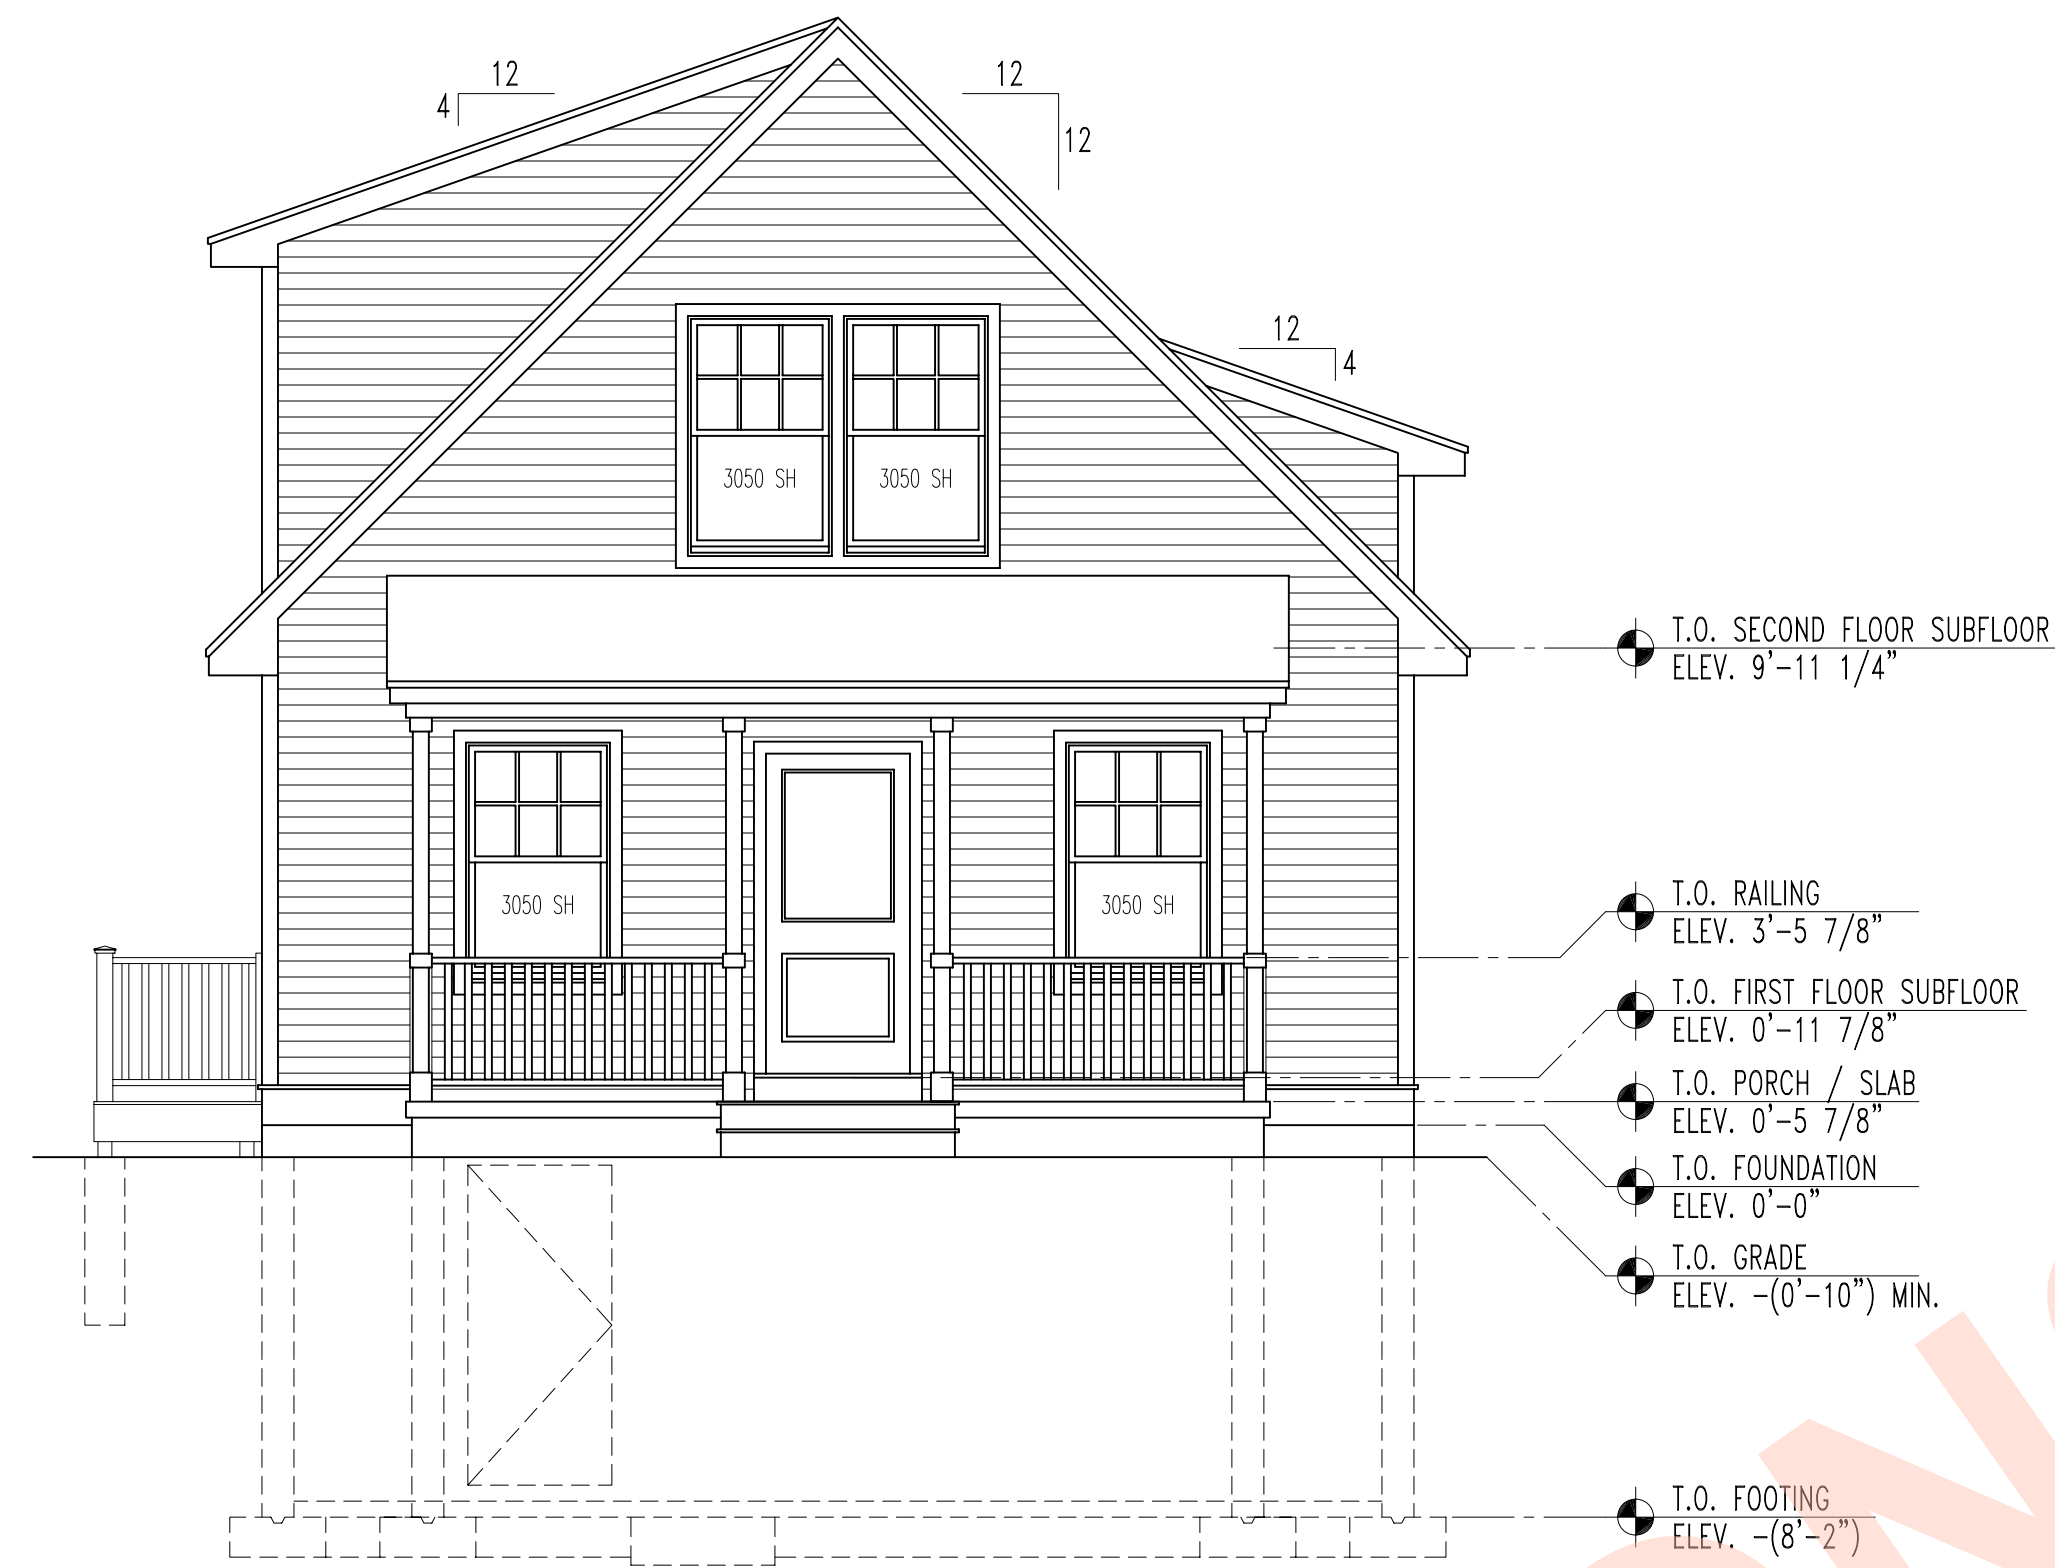 12
4
12
12
12
4
3050 SH
3050 SH
T.O. SECOND FLOOR SUBFLOOR
ELEV. 9'-11 1/4"
3050 SH
3050 SH
T.O. RAILING
ELEV. 3'-5 7/8"
T.O. FIRST FLOOR SUBFLOOR
ELEV. 0'-11 7/8"
T.O. PORCH / SLAB
ELEV. 0'-5 7/8"
T.O. FOUNDATION
ELEV. 0'-0"
T.O. GRADE
ELEV. -(0'-10") MIN.
T.O. FOOTING
ELEV. -(8'-2")